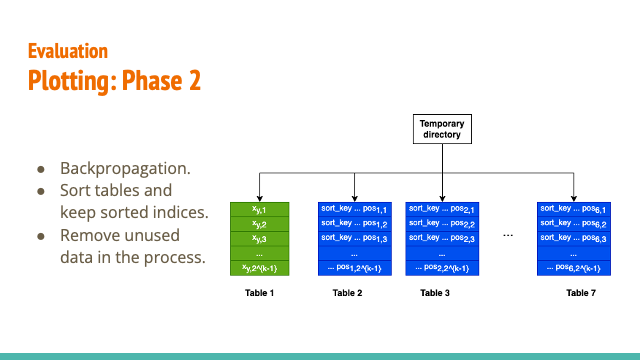 Evaluation
Plotting: Phase 2
● Backpropagation.
● Sort tables and
keep sorted indices.
● Remove unused
data in the process.
Temporary
directory
x_{y,1}
x_{y,2}
x_{y,3}
...
x_{y,2^(k-1)}
Table 1
sort_key ... pos_{1,1}
sort_key ... pos_{1,2}
sort_key ... pos_{1,3}
...
... pos_{1,2^(k-1)}
Table 2
sort_key ... pos_{2,1}
sort_key ... pos_{2,2}
sort_key ... pos_{2,3}
...
... pos_{2,2^(k-1)}
Table 3
...
sort_key ... pos_{6,1}
sort_key ... pos_{6,2}
sort_key ... pos_{6,3}
...
... pos_{6,2^(k-1)}
Table 7